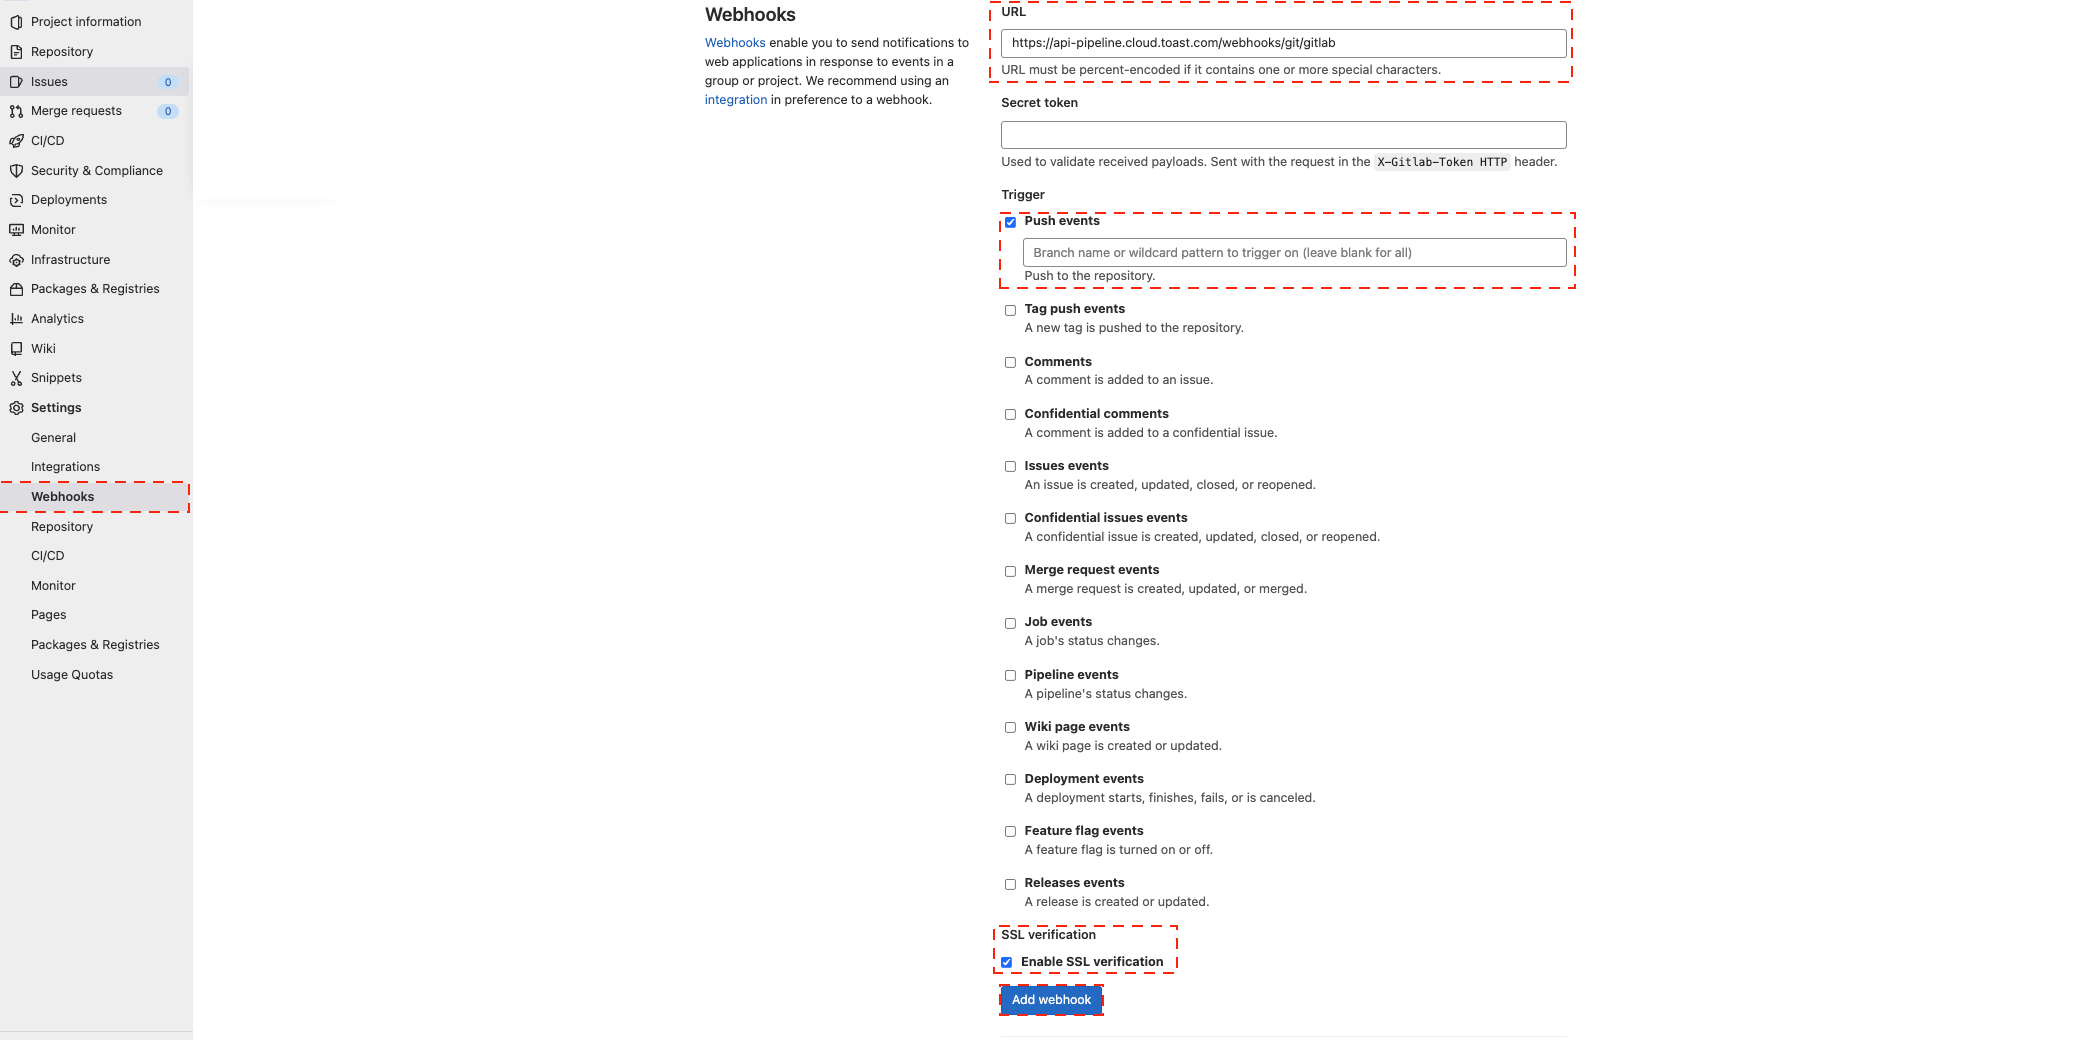 Project information
Repository
Issues 0
Merge requests 0
CI/CD
Security & Compliance
Deployments
Monitor
Infrastructure
Packages & Registries
Analytics
Wiki
Snippets
Settings
General
Integrations
Webhooks
Repository
CI/CD
Monitor
Pages
Packages & Registries
Usage Quotas
Webhooks
Webhooks enable you to send notifications to
web applications in response to events in a
group or project. We recommend using an
integration in preference to a webhook.
URL
https://api-pipeline.cloud.toast.com/webhooks/git/gitlab
URL must be percent-encoded if it contains one or more special characters.
Secret token
Used to validate received payloads. Sent with the request in the X-Gitlab-Token HTTP header.
Trigger
Push events
Branch name or wildcard pattern to trigger on (leave blank for all)
Push to the repository.
Tag push events
A new tag is pushed to the repository.
Comments
A comment is added to an issue.
Confidential comments
A comment is added to a confidential issue.
Issues events
An issue is created, updated, closed, or reopened.
Confidential issues events
A confidential issue is created, updated, closed, or reopened.
Merge request events
A merge request is created, updated, or merged.
Job events
A job's status changes.
Pipeline events
A pipeline's status changes.
Wiki page events
A wiki page is created or updated.
Deployment events
A deployment starts, finishes, fails, or is canceled.
Feature flag events
A feature flag is turned on or off.
Releases events
A release is created or updated.
SSL verification
Enable SSL verification
Add webhook